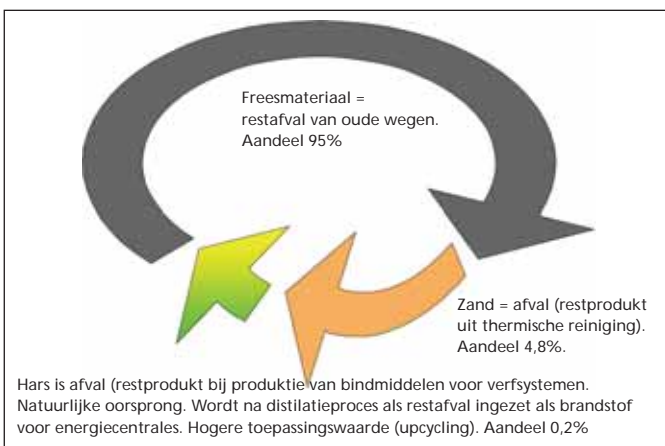 Freesmateriaal =
restafval van oude wegen.
Aandeel 95%
Zand = afval (restprodukt
uit thermische reiniging).
Aandeel 4,8%.
Hars is afval (restprodukt bij produktie van bindmiddelen voor verfsystemen.
Natuurlijke oorsprong. Wordt na distilatieproces als restafval ingezet als brandstof
voor energiecentrales. Hogere toepassingswaarde (upcycling). Aandeel 0,2%